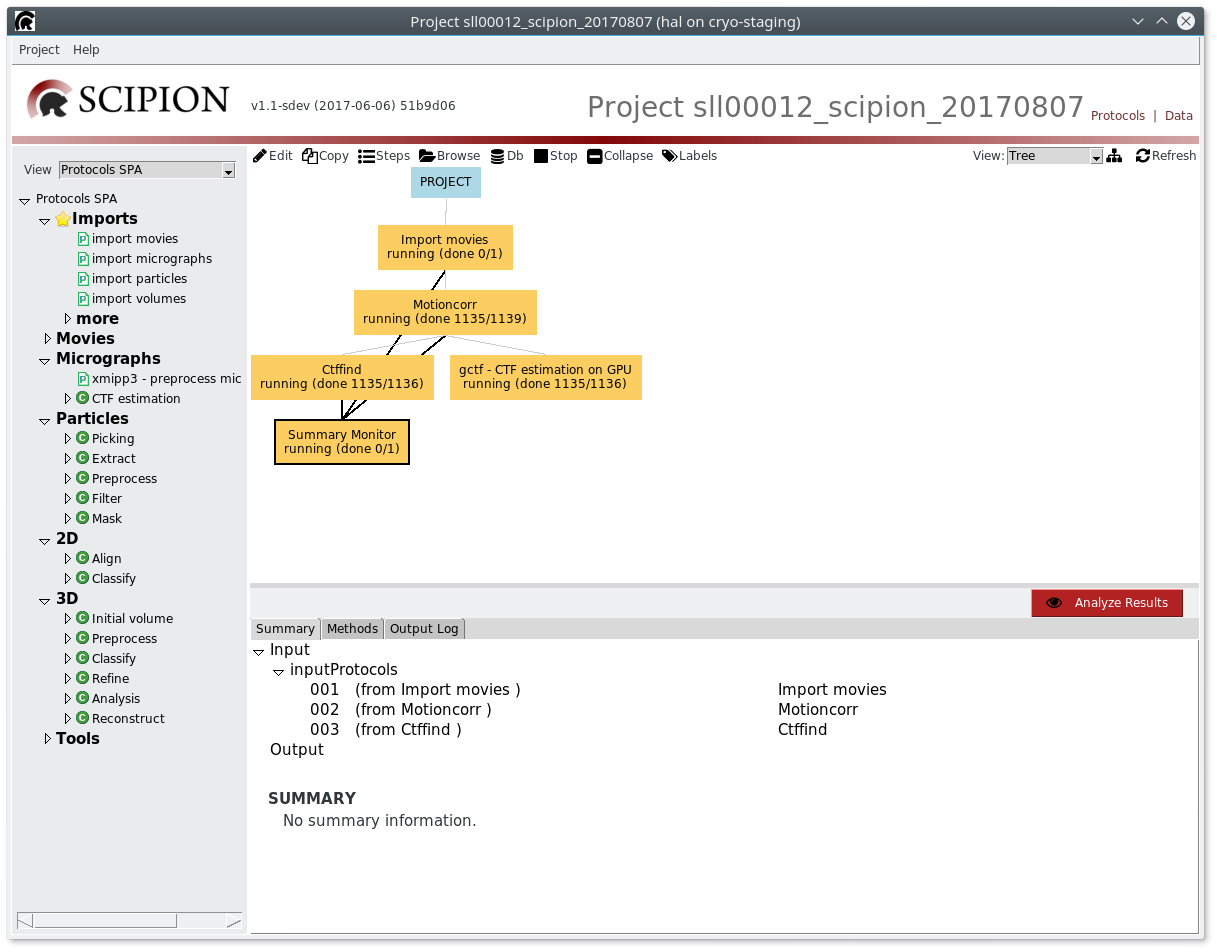 Project sll00012_scipion_20170807 (hal on cryo-staging)
Project Help
SCIPION v1.1-sdev (2017-06-06) 51b9d06 Project sll00012_scipion_20170807 Protocols | Data
View Protocols SPA
Protocols SPA
Imports
import movies
import micrographs
import particles
import volumes
more
Movies
Micrographs
xmipp3 - preprocess mic
CTF estimation
Particles
Picking
Extract
Preprocess
Filter
Mask
2D
Align
Classify
3D
Initial volume
Preprocess
Classify
Refine
Analysis
Reconstruct
Tools
Edit Copy Steps Browse Db Stop Collapse Labels View: Tree Refresh
PROJECT
Import movies
running (done 0/1)
Motioncorr
running (done 1135/1139)
Ctffind
running (done 1135/1136)
gctf - CTF estimation on GPU
running (done 1135/1136)
Summary Monitor
running (done 0/1)
Analyze Results
Summary Methods Output Log
Input
inputProtocols
001 (from Import movies ) Import movies
002 (from Motioncorr ) Motioncorr
003 (from Ctffind ) Ctffind
Output
SUMMARY
No summary information.